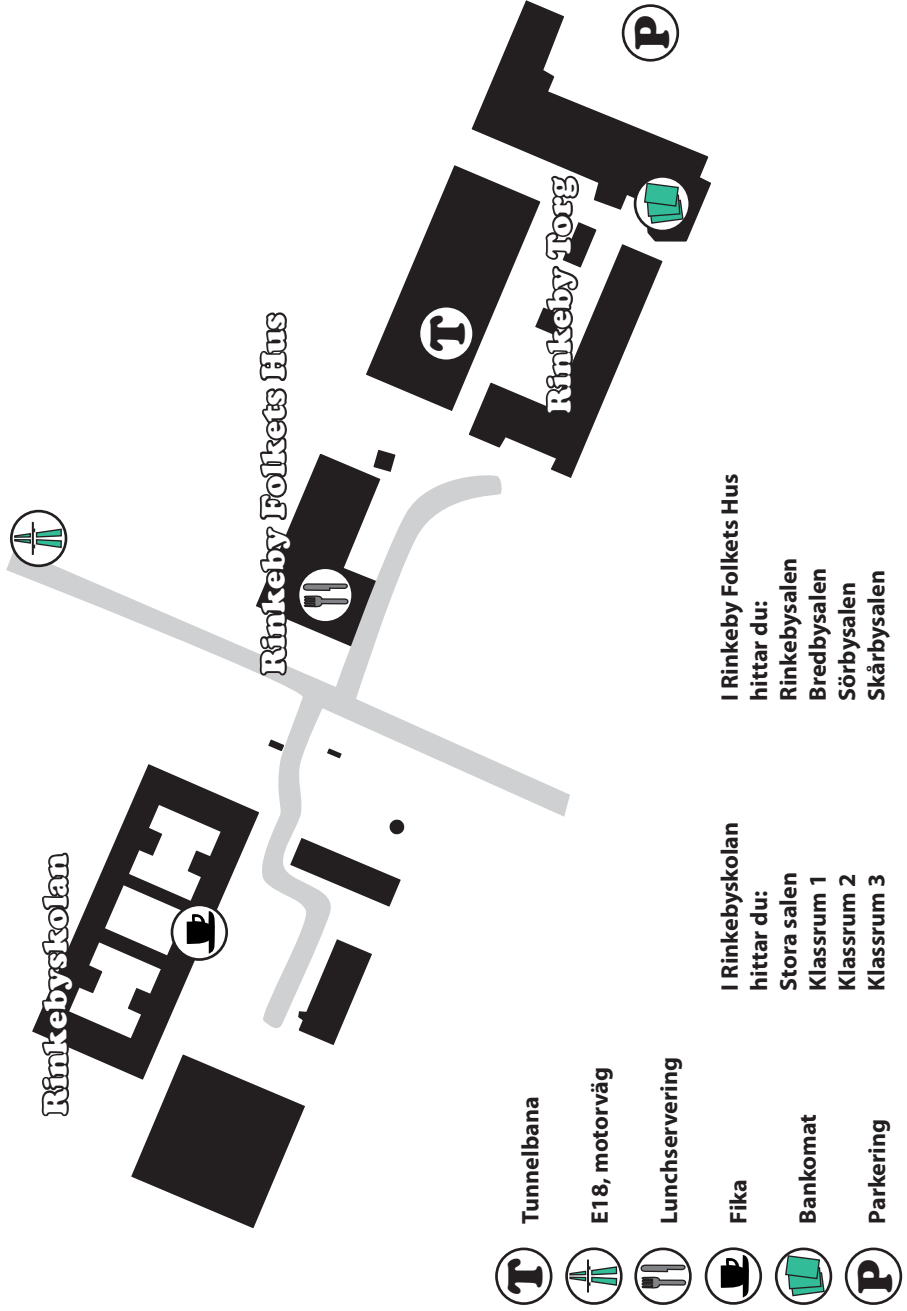 Rinkebyskolan
Rinkeby Folkets Hus
Rinkeby Torg
T
P
T
Tunnelbana
E18, motorväg
Lunchservering
Fika
Bankomat
P
Parkering
I Rinkebyskolan
hittar du:
Stora salen
Klassrum 1
Klassrum 2
Klassrum 3
I Rinkeby Folkets Hus
hittar du:
Rinkebysalen
Bredbysalen
Sörbysalen
Skårbysalen